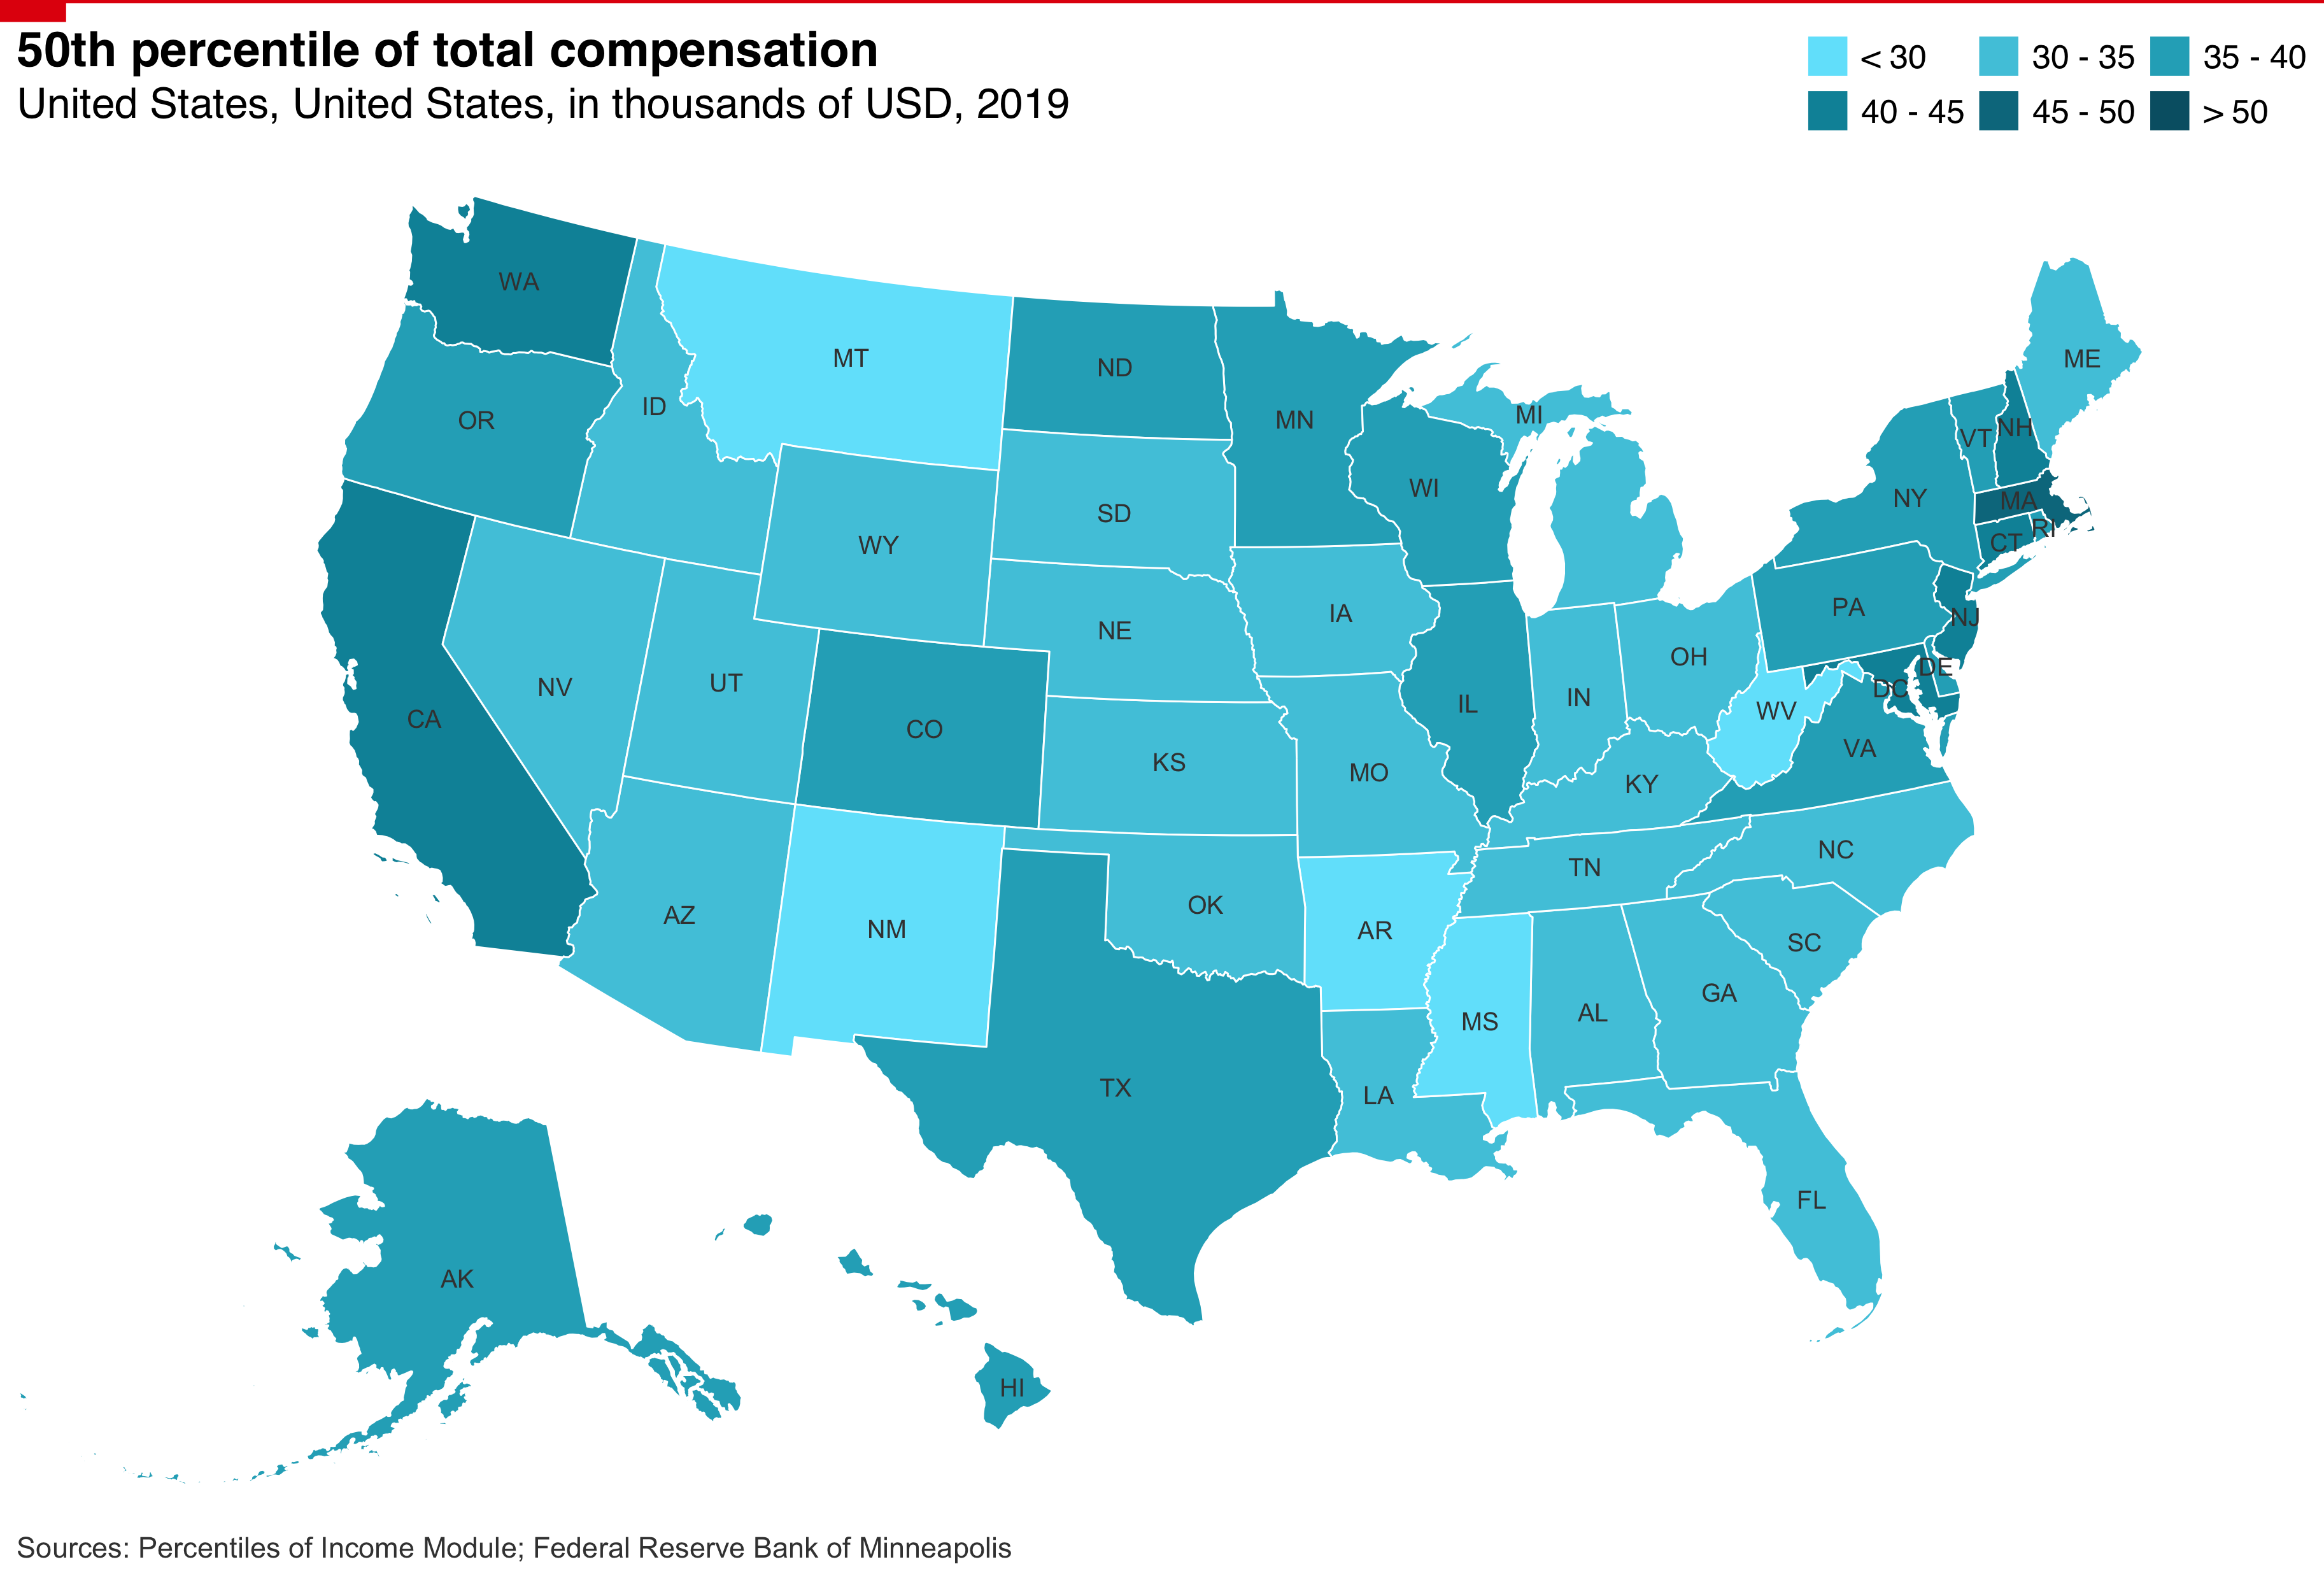 50th percentile of total compensation
United States, United States, in thousands of USD, 2019
< 30
30 - 35
35 - 40
40 - 45
45 - 50
> 50
WA
MT
ME
ND
ID
MI
OR
MN
NH
VT
WI
NY
MA
SD
RI
WY
CT
PA
IA
NJ
NE
OH
DE
UT
NV
DC
IN
IL
WV
CA
CO
VA
KS
MO
KY
NC
TN
OK
AZ
NM
AR
SC
GA
AL
MS
TX
LA
FL
AK
HI
Sources: Percentiles of Income Module; Federal Reserve Bank of Minneapolis